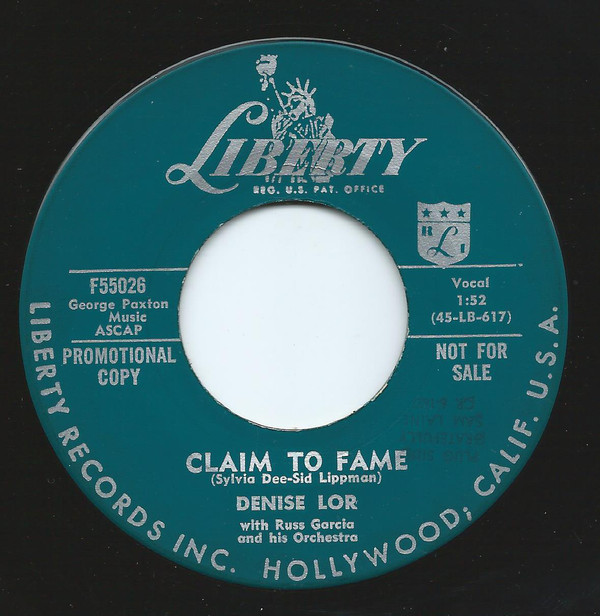 LIBERTY
REG. U.S. PAT. OFFICE
R L I
F55026
George Paxton
Music
ASCAP
PROMOTIONAL
COPY
Vocal
1:52
(45-LB-617)
NOT FOR
SALE
CLAIM TO FAME
(Sylvia Dee-Sid Lippman)
DENISE LOR
with Russ Garcia
and his Orchestra
LIBERTY RECORDS INC. HOLLYWOOD; CALIF. U.S.A.